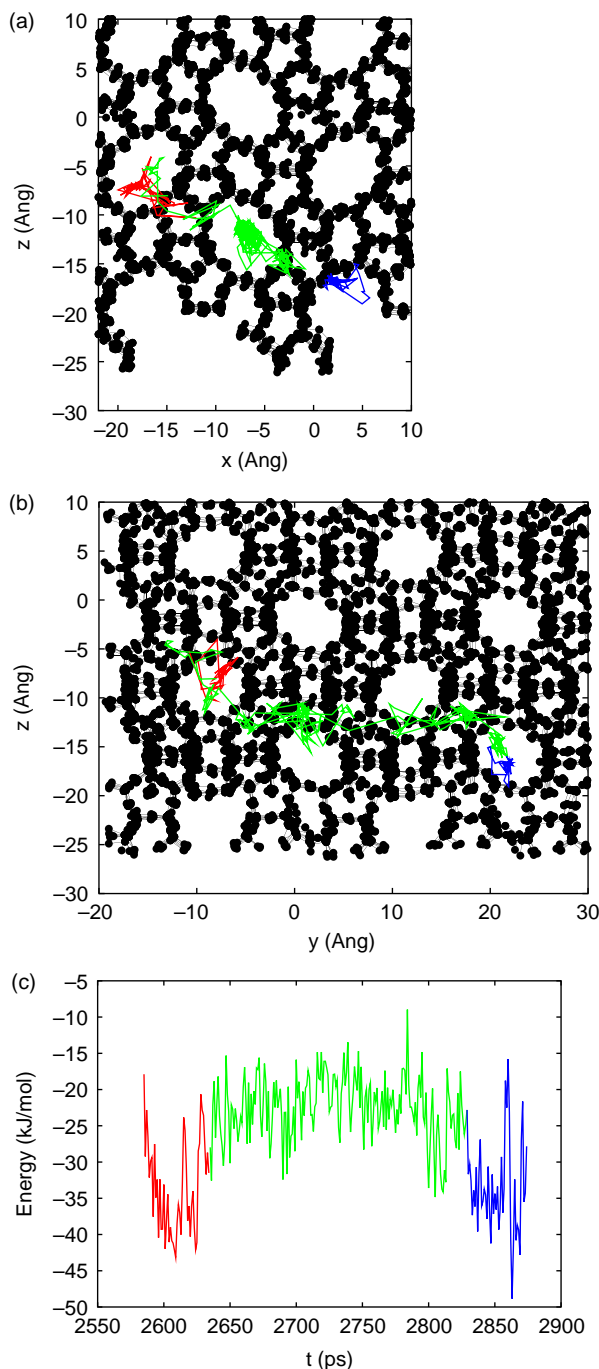 (a)
10
5
0
−5
−10
−15
−20
−25
−30
z (Ang)
−20 −15 −10 −5 0 5 10
x (Ang)
(b)
10
5
0
−5
−10
−15
−20
−25
−30
z (Ang)
−20 −10 0 10 20 30
y (Ang)
(c)
−5
−10
−15
−20
−25
−30
−35
−40
−45
−50
Energy (kJ/mol)
2550 2600 2650 2700 2750 2800 2850 2900
t (ps)